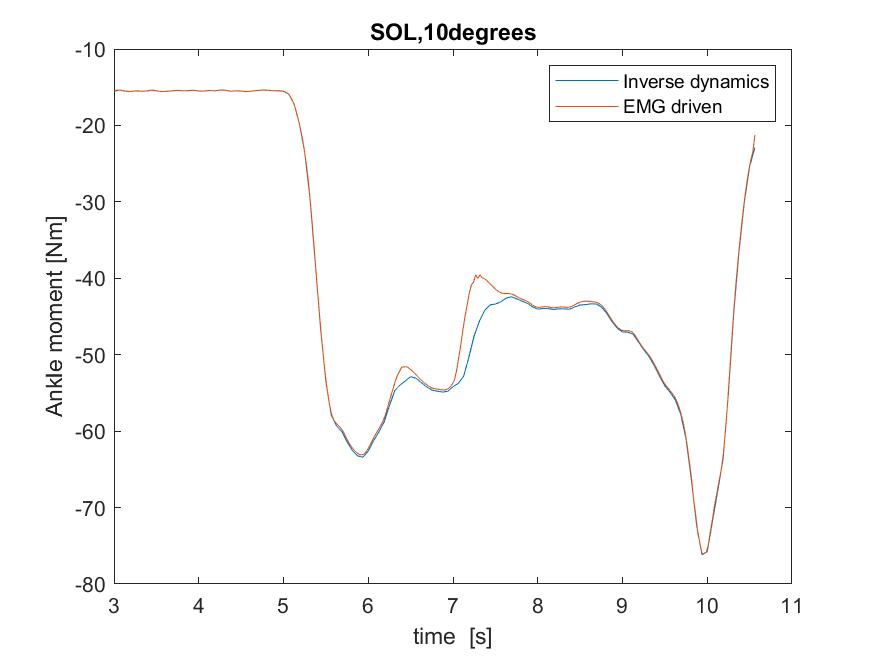 SOL,10degrees
Inverse dynamics
EMG driven
-10
-20
-30
-40
-50
-60
-70
-80
Ankle moment [Nm]
3 4 5 6 7 8 9 10 11
time [s]